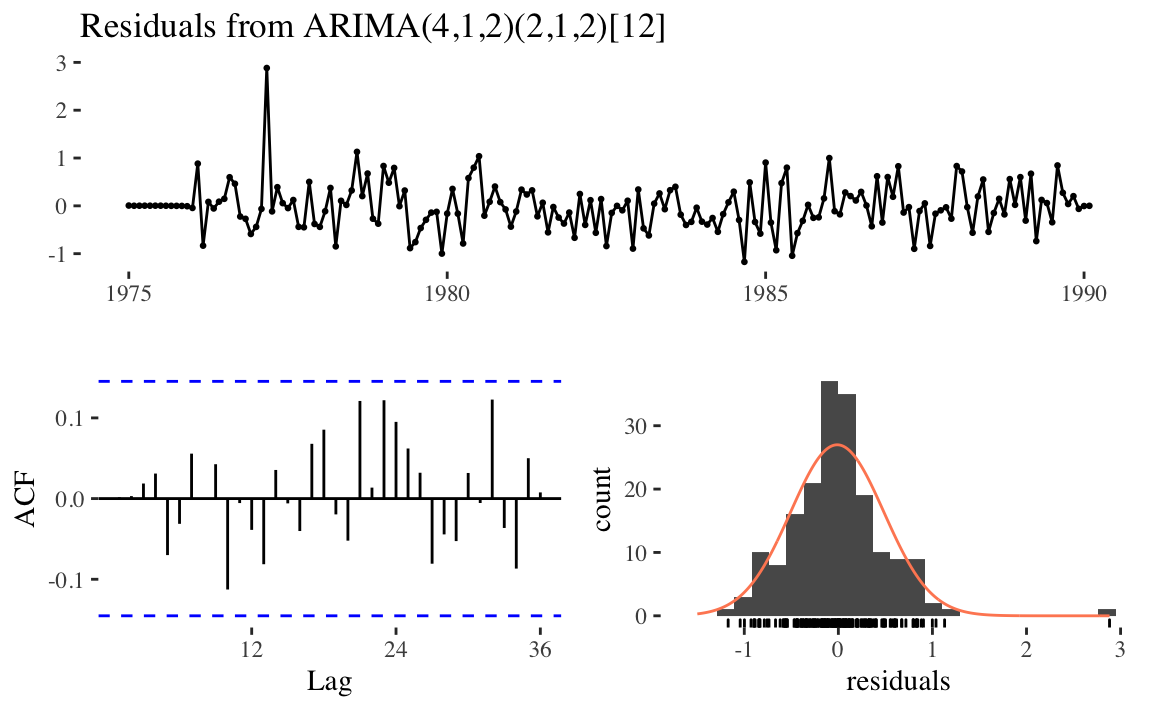 Residuals from ARIMA(4,1,2)(2,1,2)[12]
3
2
1
0
-1
1975 1980 1985 1990
ACF
0.1
0.0
-0.1
12 24 36
Lag
count
30
20
10
0
-1 0 1 2 3
residuals